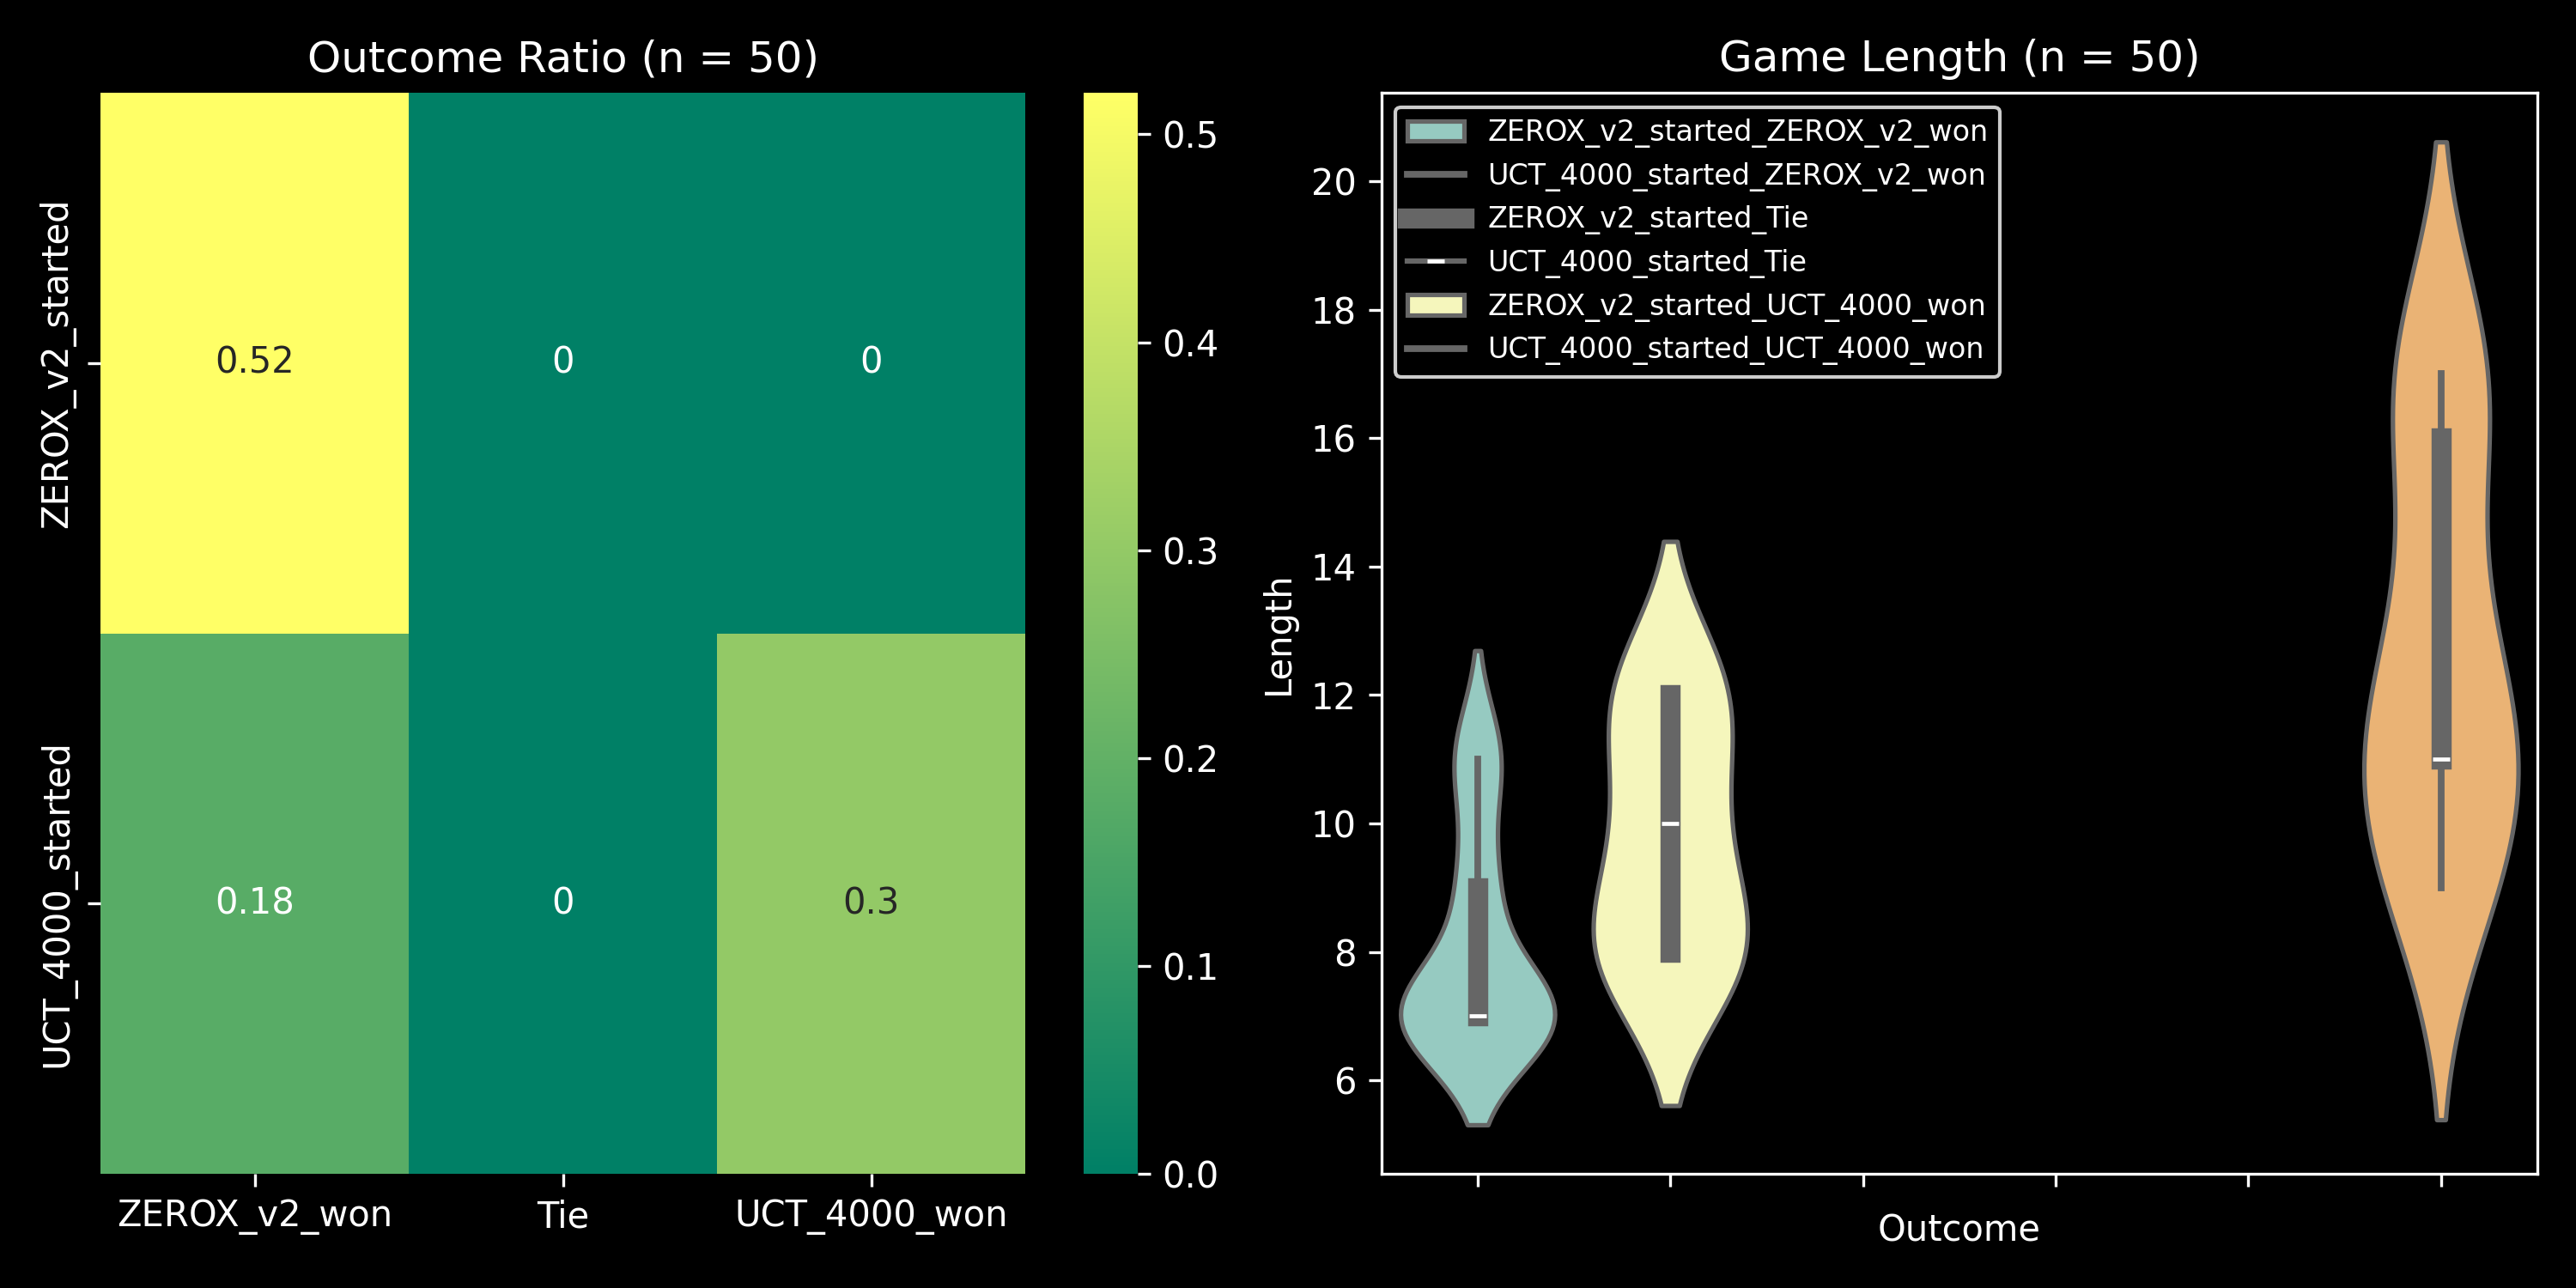 Outcome Ratio (n = 50)
ZEROX_v2_started
UCT_4000_started
0.52
0
0
0.18
0
0.3
ZEROX_v2_won
Tie
UCT_4000_won
0.5
0.4
0.3
0.2
0.1
0.0
Game Length (n = 50)
ZEROX_v2_started_ZEROX_v2_won
UCT_4000_started_ZEROX_v2_won
ZEROX_v2_started_Tie
UCT_4000_started_Tie
ZEROX_v2_started_UCT_4000_won
UCT_4000_started_UCT_4000_won
Length
20
18
16
14
12
10
8
6
Outcome